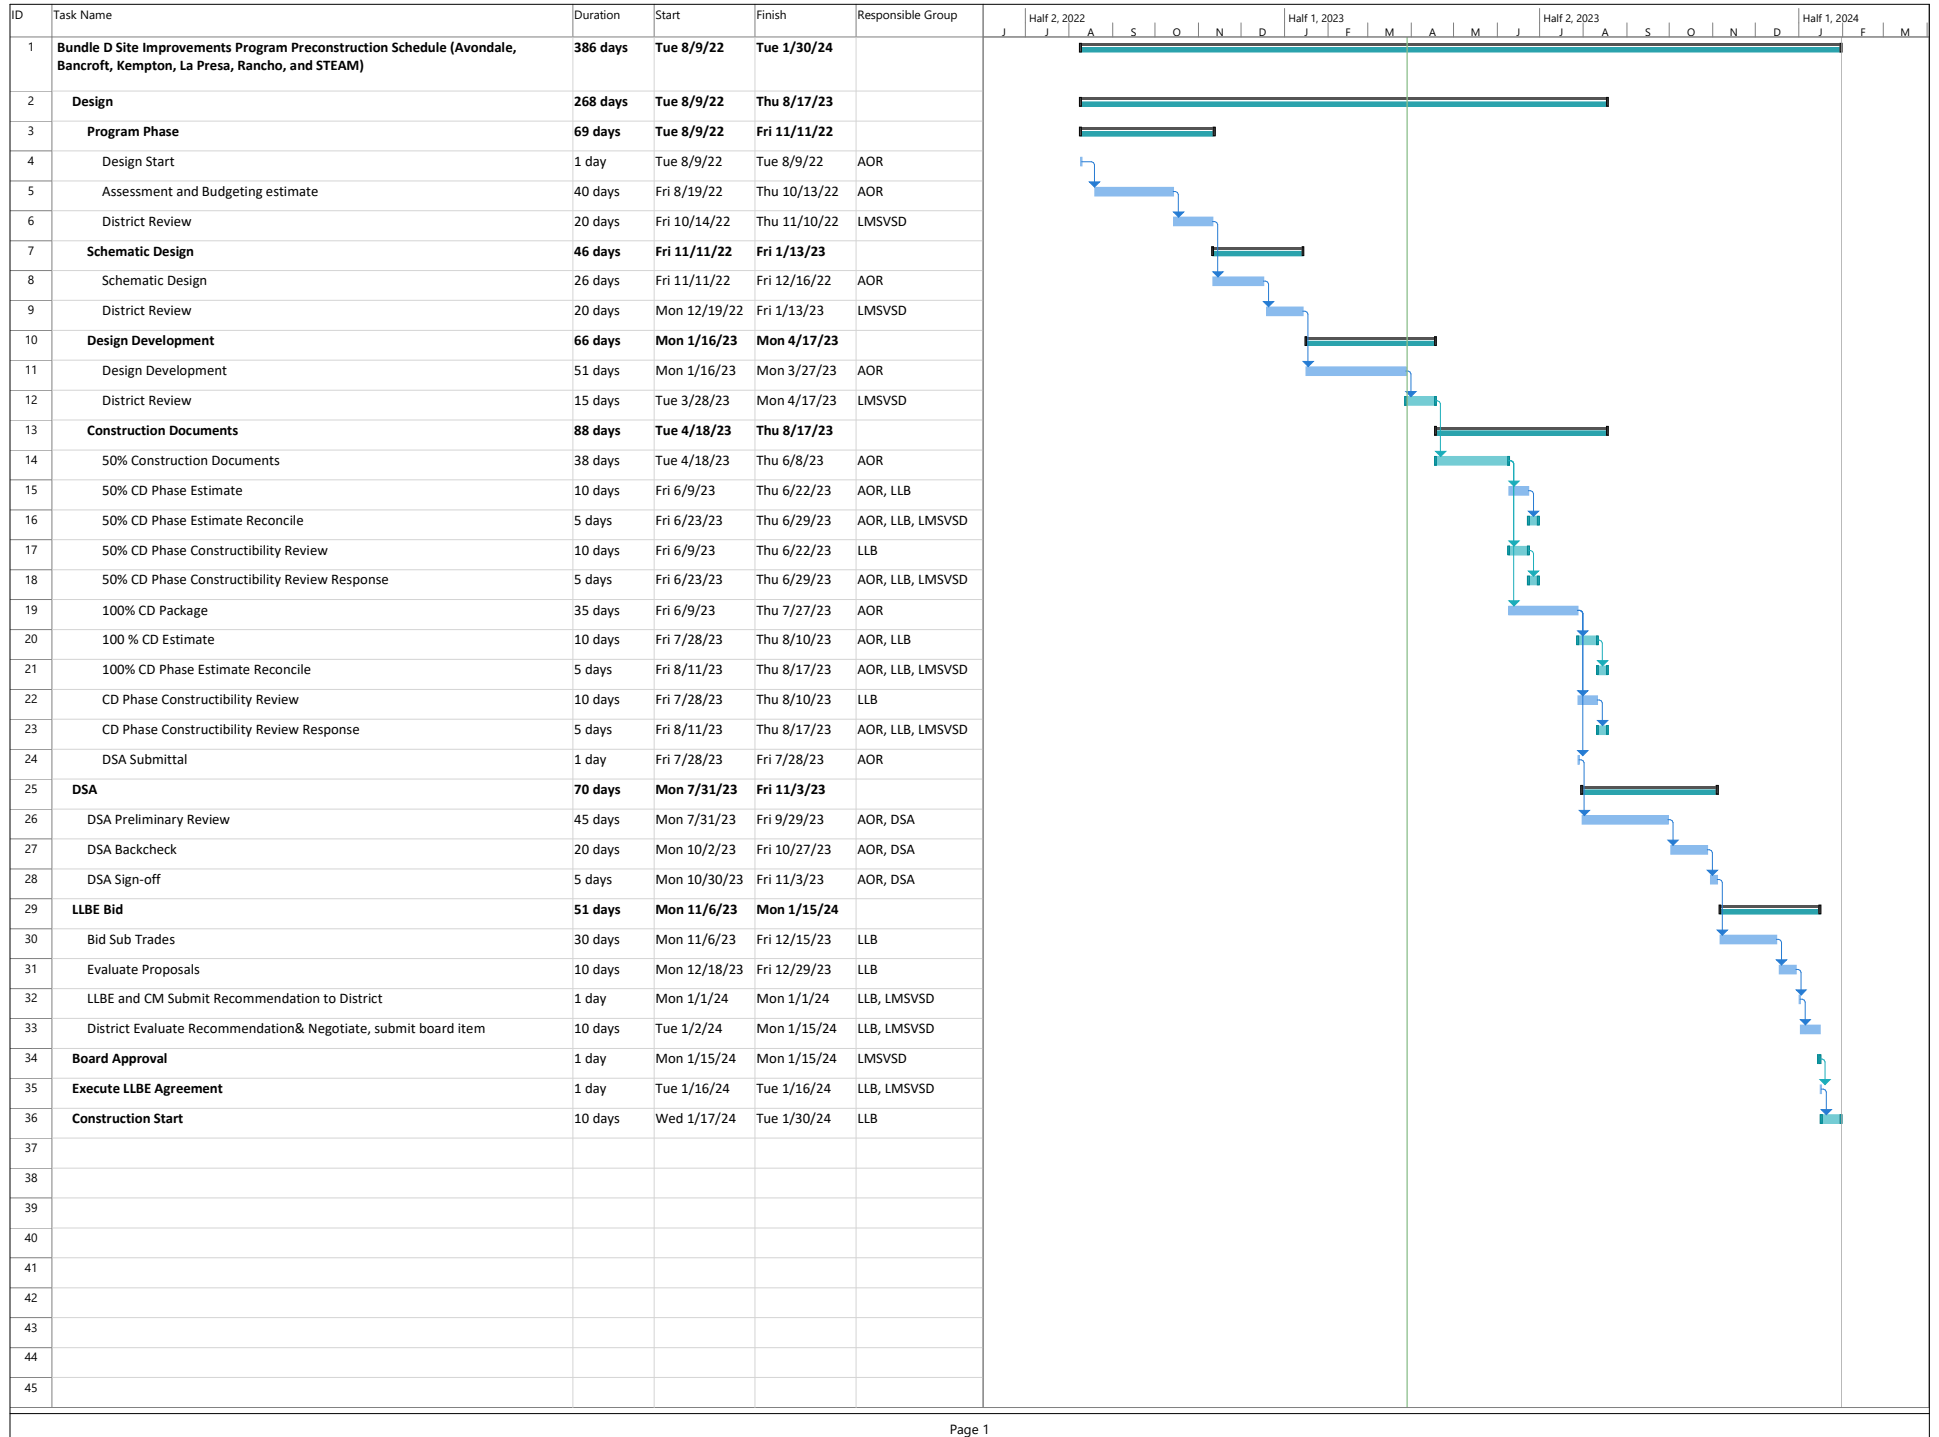 ID Task Name Duration Start Finish Responsible Group
Half 2, 2022 Half 1, 2023 Half 2, 2023 Half 1, 2024
J J A S O N D J F M A M J J A S O N D J F M
1 Bundle D Site Improvements Program Preconstruction Schedule (Avondale, 386 days Tue 8/9/22 Tue 1/30/24
Bancroft, Kempton, La Presa, Rancho, and STEAM)
2 Design 268 days Tue 8/9/22 Thu 8/17/23
3 Program Phase 69 days Tue 8/9/22 Fri 11/11/22
4 Design Start 1 day Tue 8/9/22 Tue 8/9/22 AOR
5 Assessment and Budgeting estimate 40 days Fri 8/19/22 Thu 10/13/22 AOR
6 District Review 20 days Fri 10/14/22 Thu 11/10/22 LMSVSD
7 Schematic Design 46 days Fri 11/11/22 Fri 1/13/23
8 Schematic Design 26 days Fri 11/11/22 Fri 12/16/22 AOR
9 District Review 20 days Mon 12/19/22 Fri 1/13/23 LMSVSD
10 Design Development 66 days Mon 1/16/23 Mon 4/17/23
11 Design Development 51 days Mon 1/16/23 Mon 3/27/23 AOR
12 District Review 15 days Tue 3/28/23 Mon 4/17/23 LMSVSD
13 Construction Documents 88 days Tue 4/18/23 Thu 8/17/23
14 50% Construction Documents 38 days Tue 4/18/23 Thu 6/8/23 AOR
15 50% CD Phase Estimate 10 days Fri 6/9/23 Thu 6/22/23 AOR, LLB
16 50% CD Phase Estimate Reconcile 5 days Fri 6/23/23 Thu 6/29/23 AOR, LLB, LMSVSD
17 50% CD Phase Constructibility Review 10 days Fri 6/9/23 Thu 6/22/23 LLB
18 50% CD Phase Constructibility Review Response 5 days Fri 6/23/23 Thu 6/29/23 AOR, LLB, LMSVSD
19 100% CD Package 35 days Fri 6/9/23 Thu 7/27/23 AOR
20 100 % CD Estimate 10 days Fri 7/28/23 Thu 8/10/23 AOR, LLB
21 100% CD Phase Estimate Reconcile 5 days Fri 8/11/23 Thu 8/17/23 AOR, LLB, LMSVSD
22 CD Phase Constructibility Review 10 days Fri 7/28/23 Thu 8/10/23 LLB
23 CD Phase Constructibility Review Response 5 days Fri 8/11/23 Thu 8/17/23 AOR, LLB, LMSVSD
24 DSA Submittal 1 day Fri 7/28/23 Fri 7/28/23 AOR
25 DSA 70 days Mon 7/31/23 Fri 11/3/23
26 DSA Preliminary Review 45 days Mon 7/31/23 Fri 9/29/23 AOR, DSA
27 DSA Backcheck 20 days Mon 10/2/23 Fri 10/27/23 AOR, DSA
28 DSA Sign-off 5 days Mon 10/30/23 Fri 11/3/23 AOR, DSA
29 LLBE Bid 51 days Mon 11/6/23 Mon 1/15/24
30 Bid Sub Trades 30 days Mon 11/6/23 Fri 12/15/23 LLB
31 Evaluate Proposals 10 days Mon 12/18/23 Fri 12/29/23 LLB
32 LLBE and CM Submit Recommendation to District 1 day Mon 1/1/24 Mon 1/1/24 LLB, LMSVSD
33 District Evaluate Recommendation& Negotiate, submit board item 10 days Tue 1/2/24 Mon 1/15/24 LLB, LMSVSD
34 Board Approval 1 day Mon 1/15/24 Mon 1/15/24 LMSVSD
35 Execute LLBE Agreement 1 day Tue 1/16/24 Tue 1/16/24 LLB, LMSVSD
36 Construction Start 10 days Wed 1/17/24 Tue 1/30/24 LLB
37
38
39
40
41
42
43
44
45
Page 1